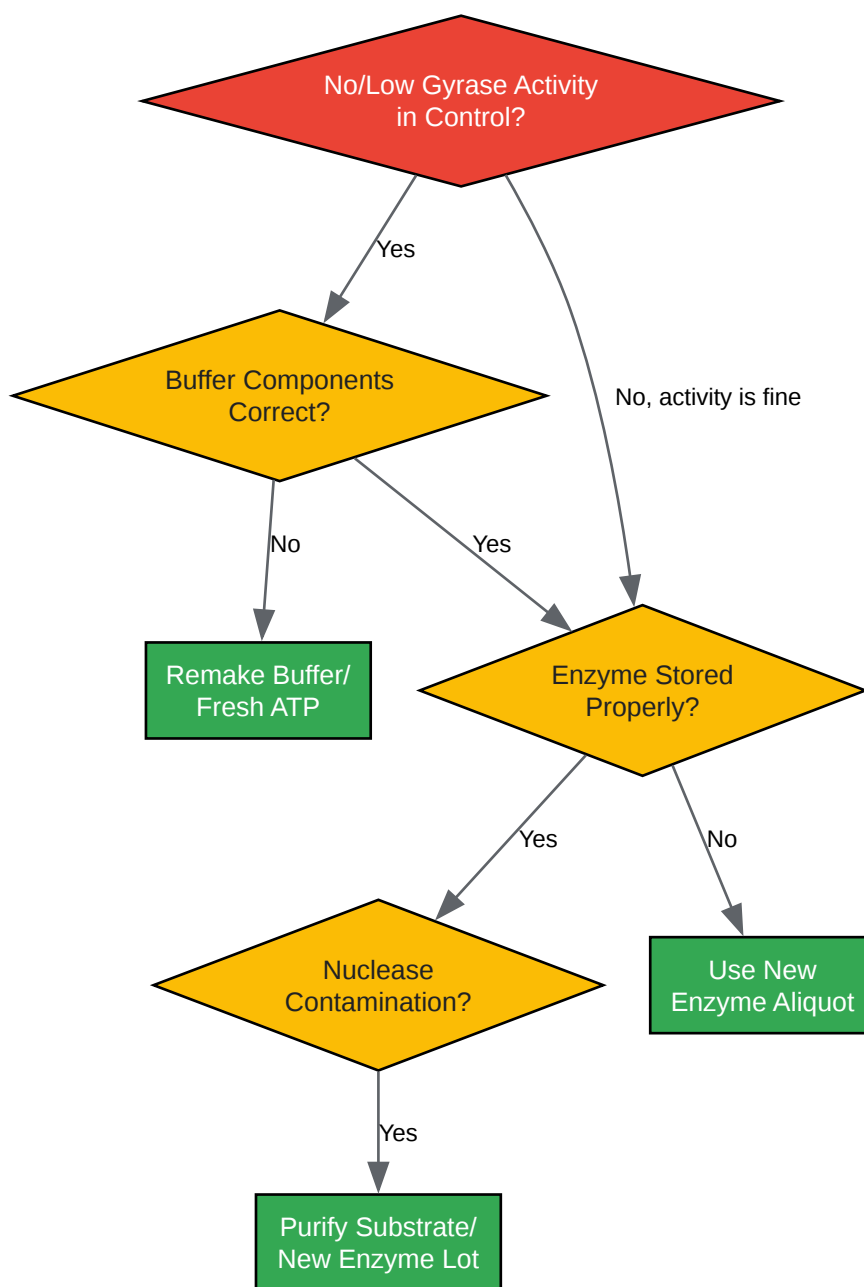 No/Low Gyrase Activity
in Control?
Yes
Buffer Components
Correct?
No, activity is fine
No
Yes
Remake Buffer/
Fresh ATP
Enzyme Stored
Properly?
Yes
No
Nuclease
Contamination?
Use New
Enzyme Aliquot
Yes
Purify Substrate/
New Enzyme Lot